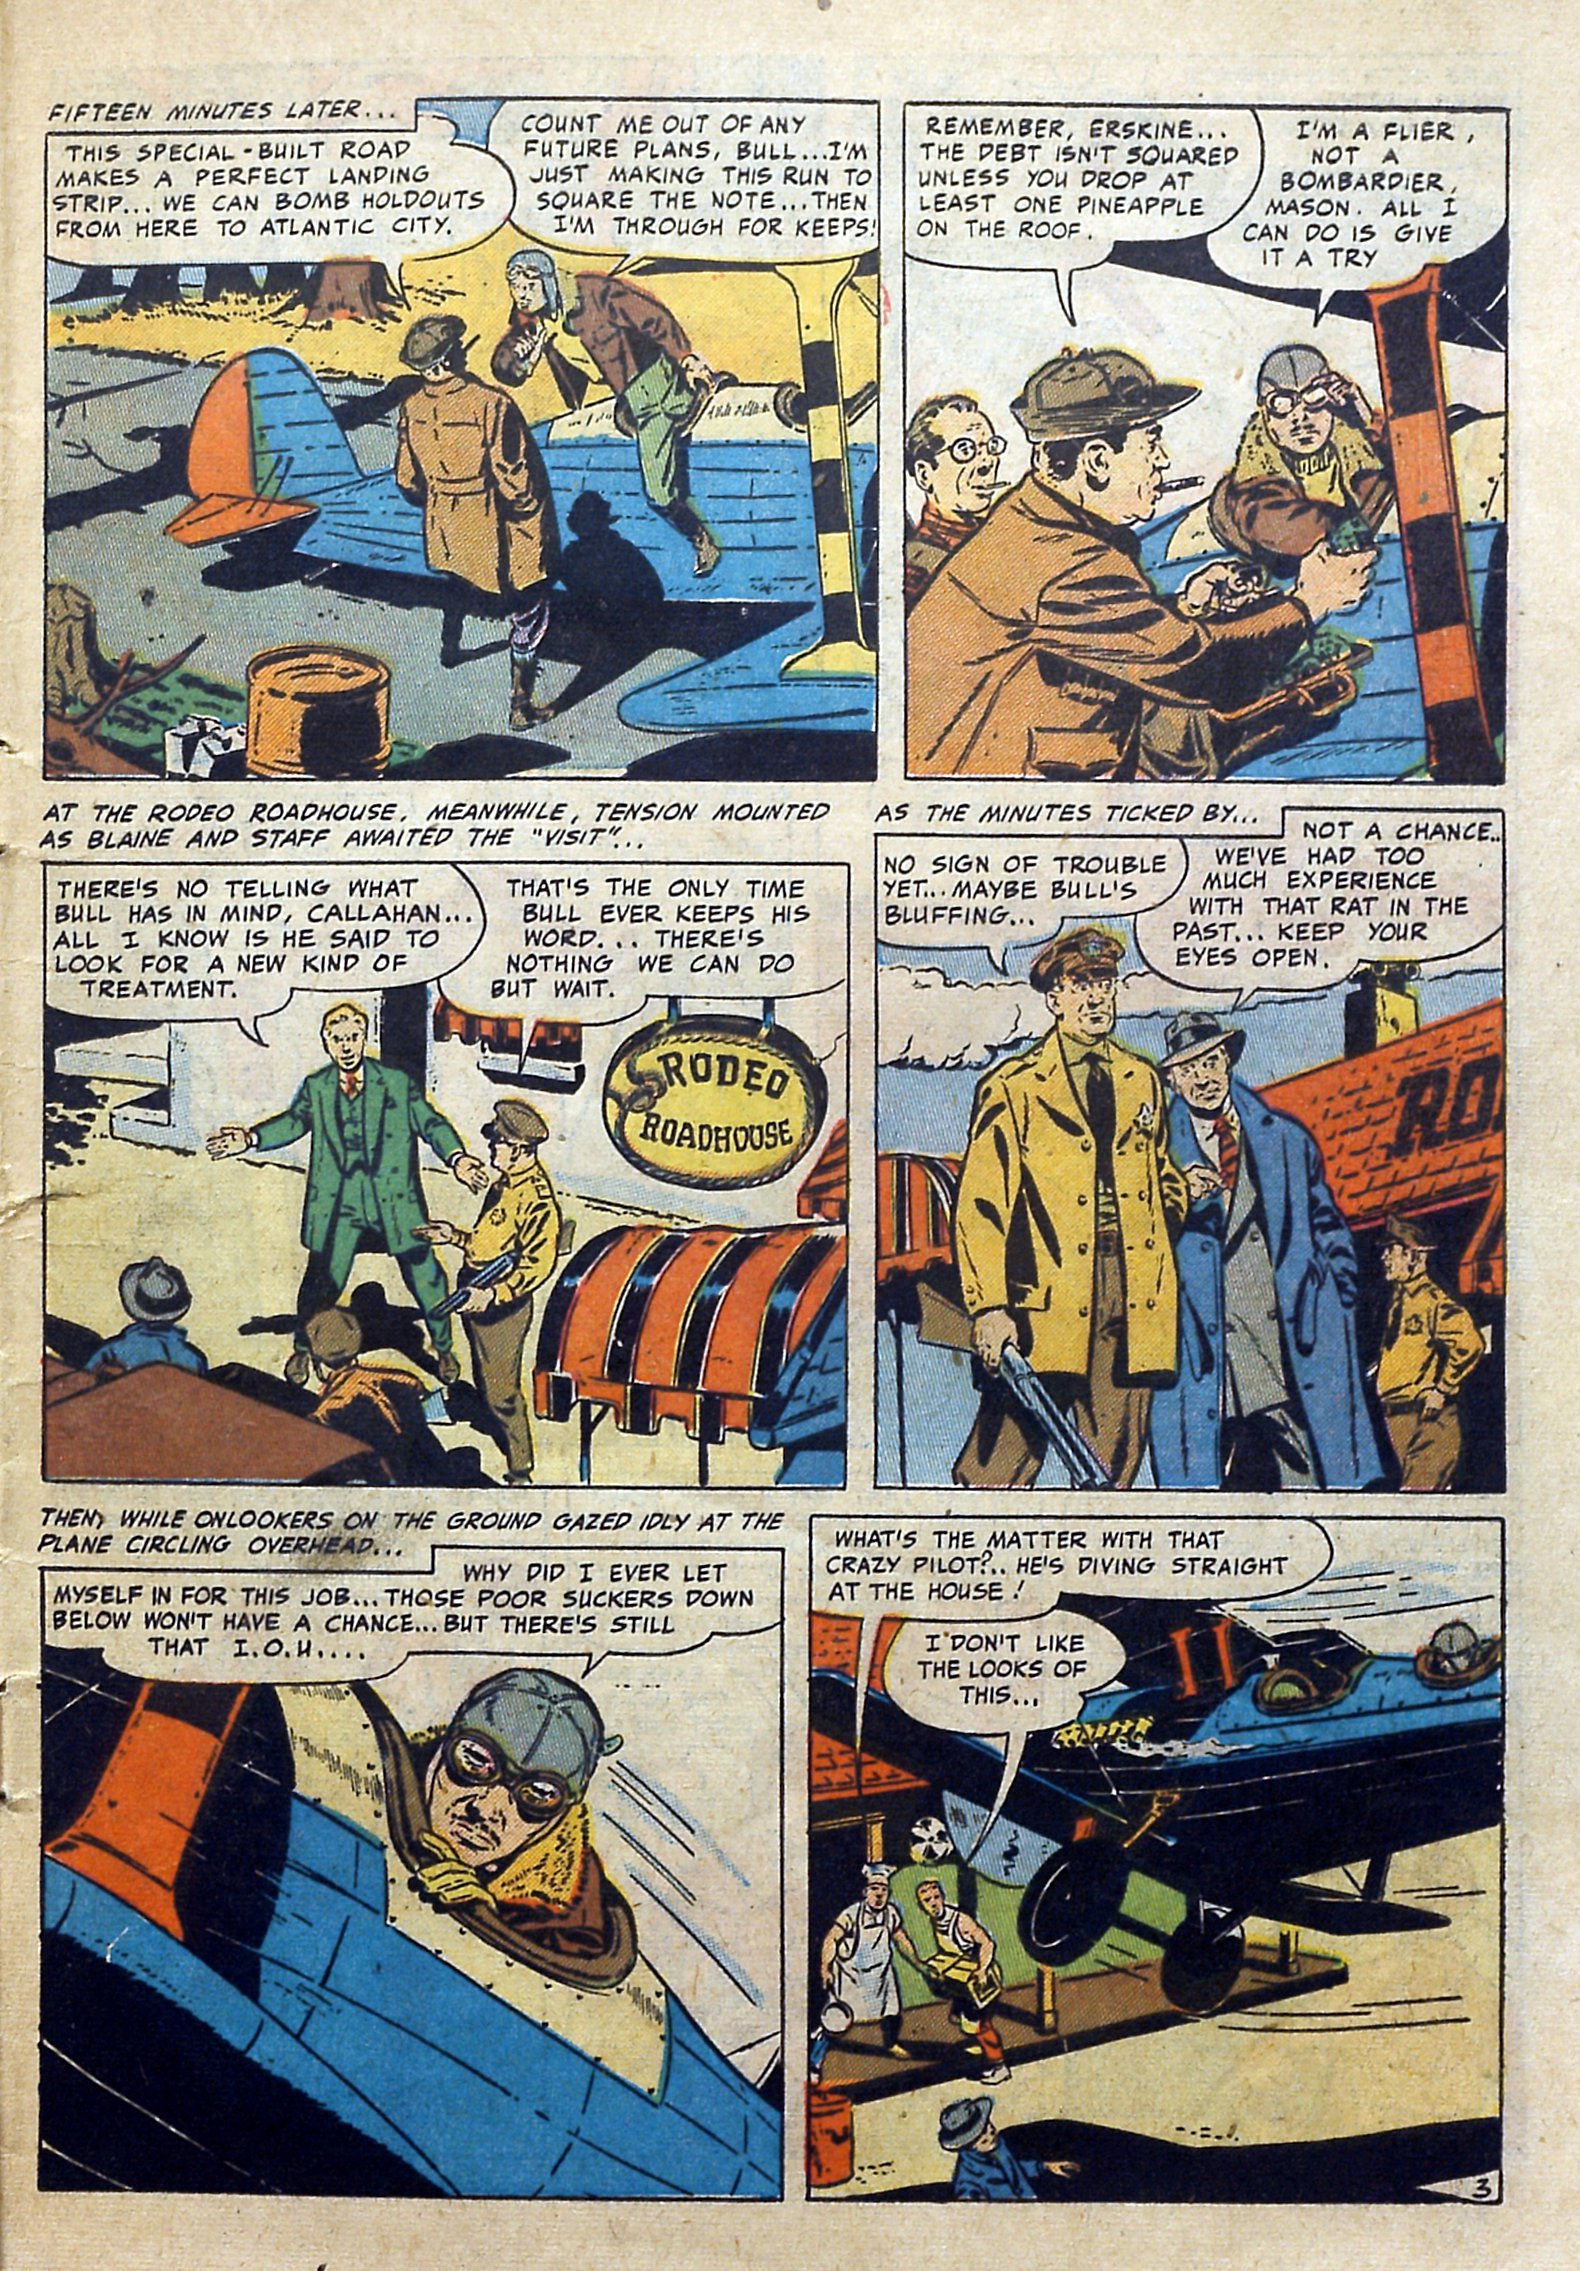 FIFTEEN MINUTES LATER...
THIS SPECIAL-BUILT ROAD
MAKES A PERFECT LANDING
STRIP... WE CAN BOMB HOLDOUTS
FROM HERE TO ATLANTIC CITY.
COUNT ME OUT OF ANY
FUTURE PLANS, BULL...I'M
JUST MAKING THIS RUN TO
SQUARE THE NOTE...THEN
I'M THROUGH FOR KEEPS!
REMEMBER, ERSKINE...
THE DEBT ISN'T SQUARED
UNLESS YOU DROP AT
LEAST ONE PINEAPPLE
ON THE ROOF.
I'M A FLIER,
NOT A
BOMBARDIER,
MASON. ALL I
CAN DO IS GIVE
IT A TRY
AT THE RODEO ROADHOUSE, MEANWHILE, TENSION MOUNTED
AS BLAINE AND STAFF AWAITED THE "VISIT"...
THERE'S NO TELLING WHAT
BULL HAS IN MIND, CALLAHAN...
ALL I KNOW IS HE SAID TO
LOOK FOR A NEW KIND OF
TREATMENT.
THAT'S THE ONLY TIME
BULL EVER KEEPS HIS
WORD... THERE'S
NOTHING WE CAN DO
BUT WAIT.
RODEO
ROADHOUSE
AS THE MINUTES TICKED BY...
NO SIGN OF TROUBLE
YET... MAYBE BULL'S
BLUFFING...
NOT A CHANCE..
WE'VE HAD TOO
MUCH EXPERIENCE
WITH THAT RAT IN THE
PAST... KEEP YOUR
EYES OPEN.
RO
THEN, WHILE ONLOOKERS ON THE GROUND GAZED IDLY AT THE
PLANE CIRCLING OVERHEAD...
WHY DID I EVER LET
MYSELF IN FOR THIS JOB...THOSE POOR SUCKERS DOWN
BELOW WON'T HAVE A CHANCE...BUT THERE'S STILL
THAT I.O.U....
WHAT'S THE MATTER WITH THAT
CRAZY PILOT?.. HE'S DIVING STRAIGHT
AT THE HOUSE!
I DON'T LIKE
THE LOOKS OF
THIS...
3